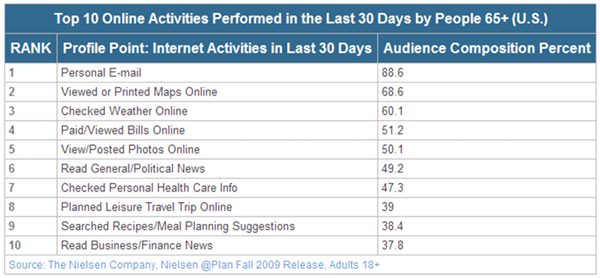 Top 10 Online Activities Performed in the Last 30 Days by People 65+ (U.S.)
RANK Profile Point: Internet Activities in Last 30 Days Audience Composition Percent
1 Personal E-mail 88.6
2 Viewed or Printed Maps Online 68.6
3 Checked Weather Online 60.1
4 Paid/Viewed Bills Online 51.2
5 View/Posted Photos Online 50.1
6 Read General/Political News 49.2
7 Checked Personal Health Care Info 47.3
8 Planned Leisure Travel Trip Online 39
9 Searched Recipes/Meal Planning Suggestions 38.4
10 Read Business/Finance News 37.8
Source: The Nielsen Company, Nielsen @Plan Fall 2009 Release, Adults 18+